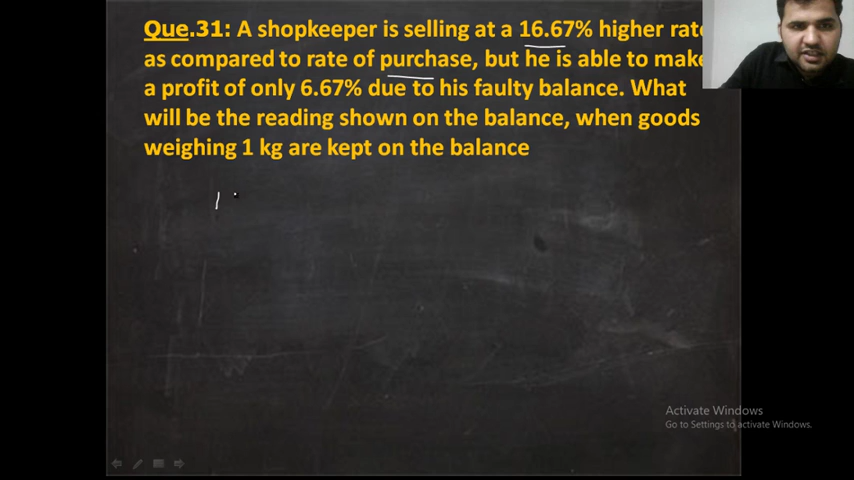 Que.31: A shopkeeper is selling at a 16.67% higher rate
as compared to rate of purchase, but he is able to make
a profit of only 6.67% due to his faulty balance. What
will be the reading shown on the balance, when goods
weighing 1 kg are kept on the balance
Activate Windows
Go to Settings to activate Windows.